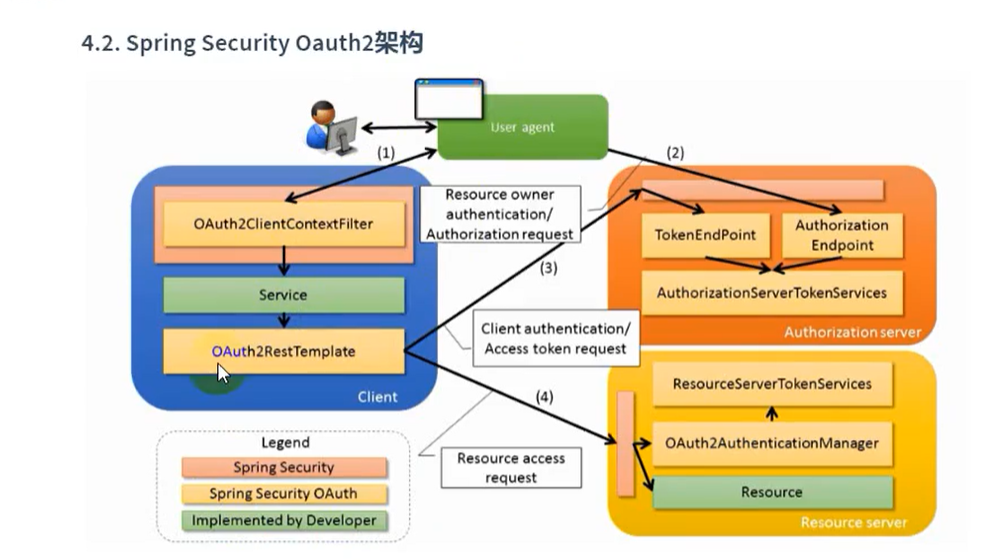 4.2. Spring Security Oauth2架构
User agent
(1)
(2)
OAuth2ClientContextFilter
Service
OAuth2RestTemplate
Client
Resource owner
authentication/
Authorization request
(3)
TokenEndPoint
Authorization
Endpoint
AuthorizationServerTokenServices
Authorization server
Client authentication/
Access token request
(4)
Resource access
request
ResourceServerTokenServices
OAuth2AuthenticationManager
Resource
Resource server
Legend
Spring Security
Spring Security OAuth
Implemented by Developer